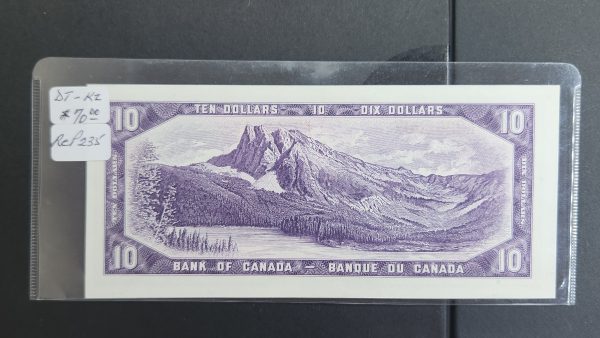 DT-KZ
$70.00
Ref 235
TEN DOLLARS - 10 - DIX DOLLARS
10
10
TEN DOLLARS
TEN DOLLARS
10
10
BANK OF CANADA - BANQUE DU CANADA